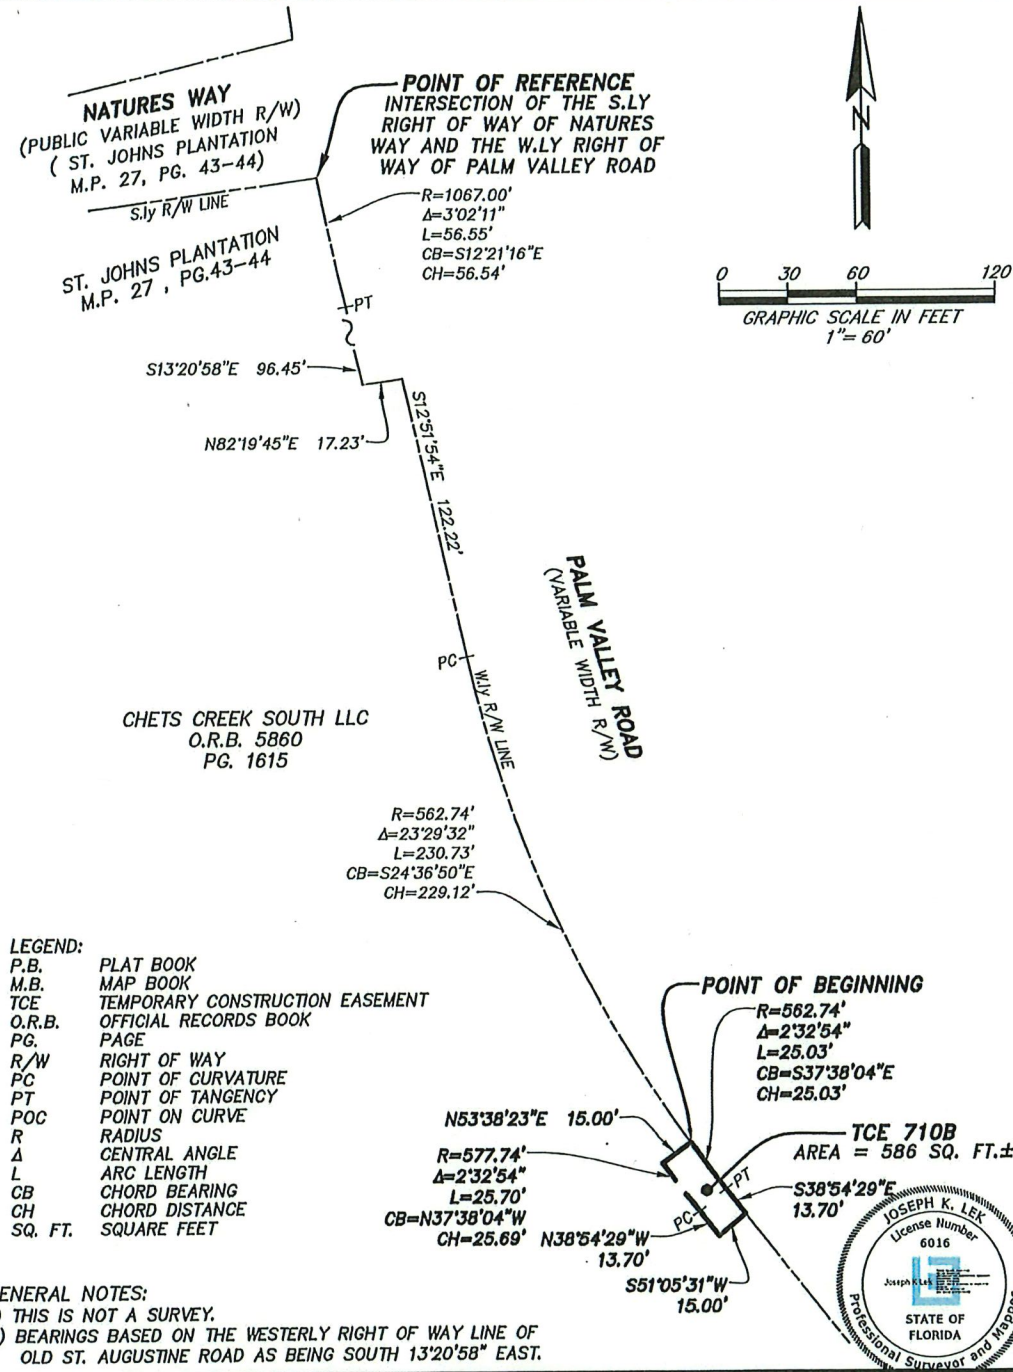 NATURES WAY
(PUBLIC VARIABLE WIDTH R/W)
( ST. JOHNS PLANTATION
M.P. 27, PG. 43-44)
S.ly R/W LINE
ST. JOHNS PLANTATION
M.P. 27 , PG.43-44
POINT OF REFERENCE
INTERSECTION OF THE S.LY
RIGHT OF WAY OF NATURES
WAY AND THE W.LY RIGHT OF
WAY OF PALM VALLEY ROAD
R=1067.00'
Δ=3°02'11"
L=56.55'
CB=S12°21'16"E
CH=56.54'
N
0 30 60 120
GRAPHIC SCALE IN FEET
1"= 60'
PT
S13°20'58"E 96.45'
N82°19'45"E 17.23'
S12°51'54"E 122.22'
PALM VALLEY ROAD
(VARIABLE WIDTH R/W)
PC
W.ly R/W LINE
CHETS CREEK SOUTH LLC
O.R.B. 5860
PG. 1615
R=562.74'
Δ=23°29'32"
L=230.73'
CB=S24°36'50"E
CH=229.12'
LEGEND:
P.B. PLAT BOOK
M.B. MAP BOOK
TCE TEMPORARY CONSTRUCTION EASEMENT
O.R.B. OFFICIAL RECORDS BOOK
PG. PAGE
R/W RIGHT OF WAY
PC POINT OF CURVATURE
PT POINT OF TANGENCY
POC POINT ON CURVE
R RADIUS
Δ CENTRAL ANGLE
L ARC LENGTH
CB CHORD BEARING
CH CHORD DISTANCE
SQ. FT. SQUARE FEET
POINT OF BEGINNING
R=562.74'
Δ=2°32'54"
L=25.03'
CB=S37°38'04"E
CH=25.03'
N53°38'23"E 15.00'
R=577.74'
Δ=2°32'54"
L=25.70'
CB=N37°38'04"W
CH=25.69'
TCE 710B
AREA = 586 SQ. FT.±
PT
S38°54'29"E
13.70'
PC
N38°54'29"W
13.70'
S51°05'31"W
15.00'
JOSEPH K. LEK
License Number
6016
Joseph K Lek
STATE OF
FLORIDA
Professional Surveyor and Mapper
ENERAL NOTES:
) THIS IS NOT A SURVEY.
) BEARINGS BASED ON THE WESTERLY RIGHT OF WAY LINE OF
OLD ST. AUGUSTINE ROAD AS BEING SOUTH 13°20'58" EAST.